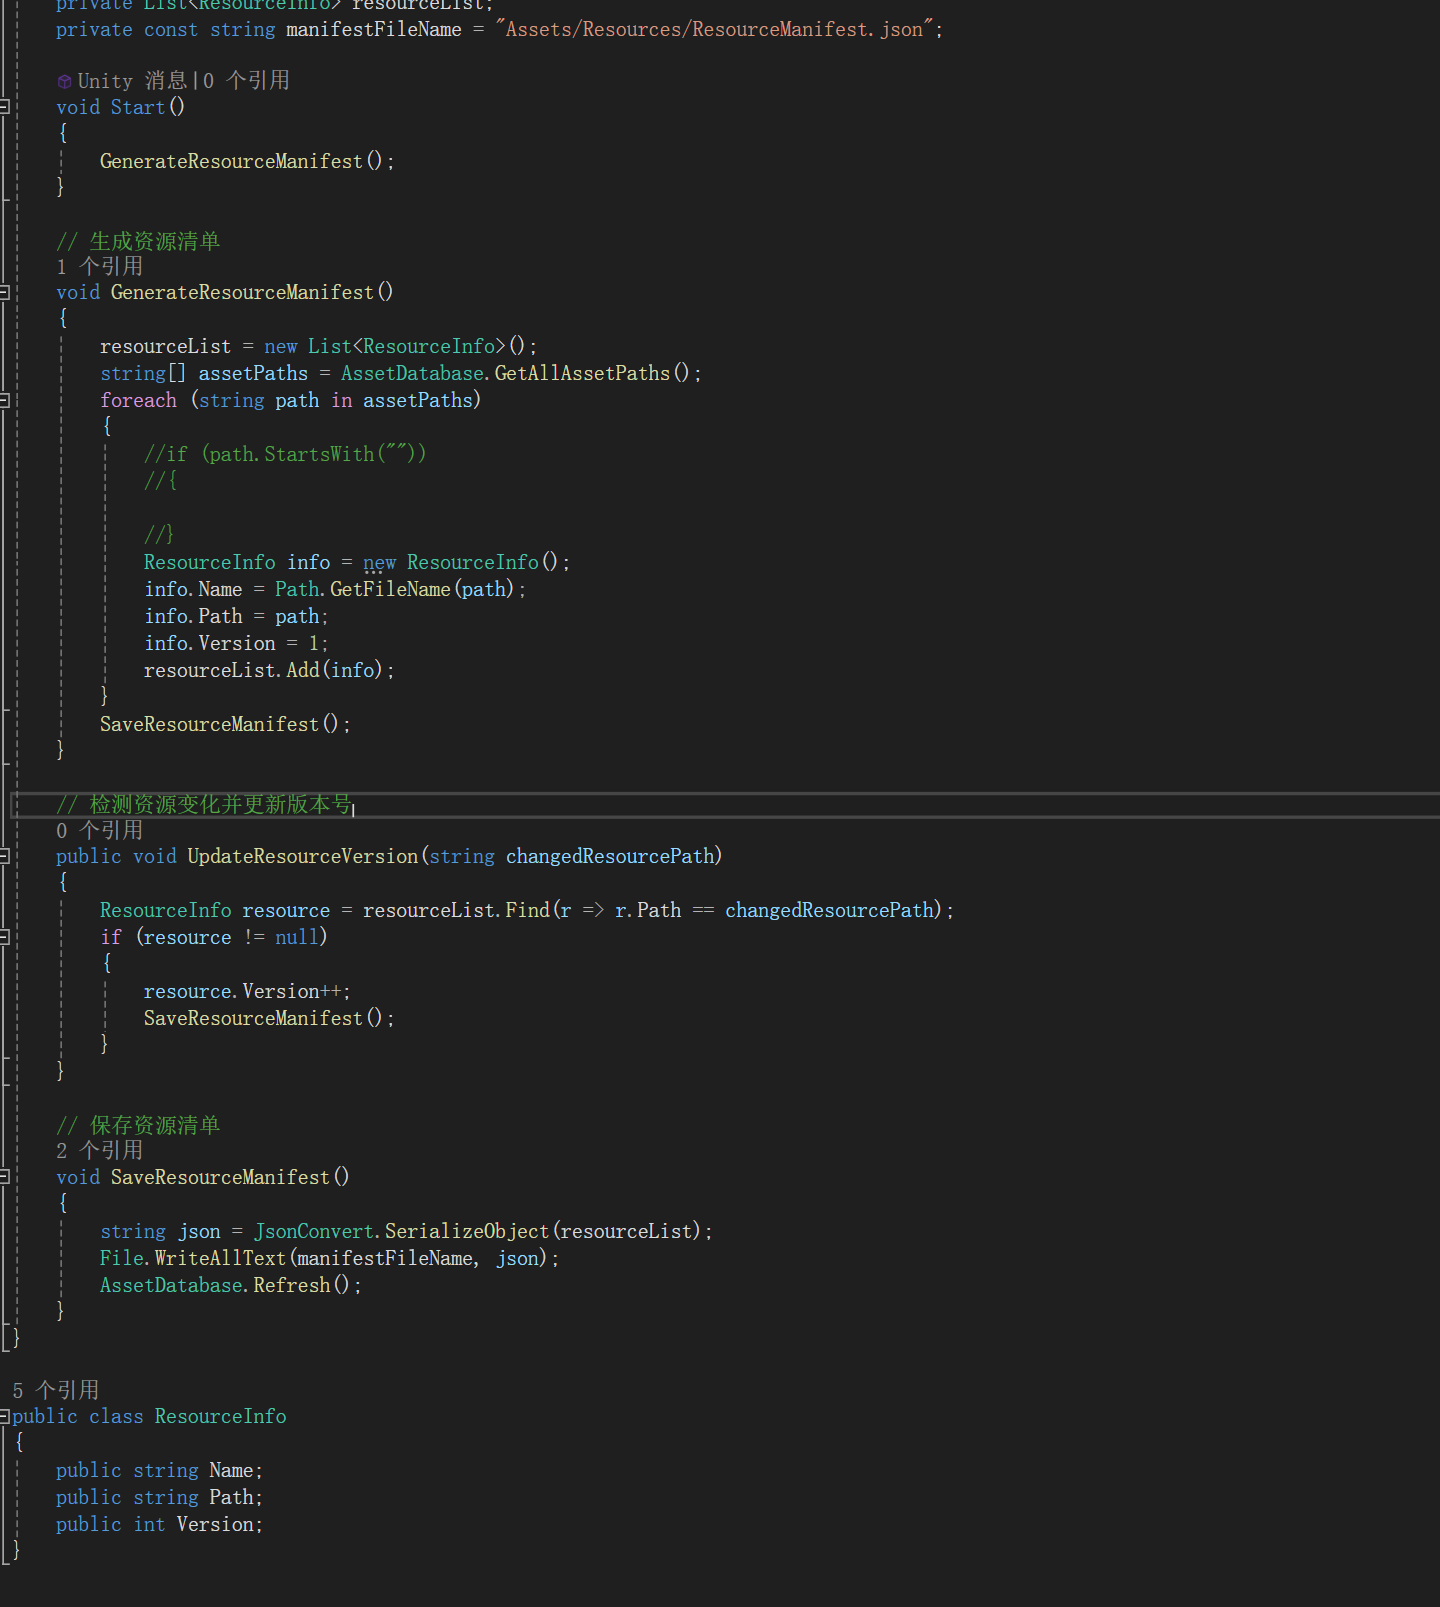 private List<ResourceInfo> resourceList;
private const string manifestFileName = "Assets/Resources/ResourceManifest.json";
Unity 消息|0 个引用
void Start()
{
GenerateResourceManifest();
}
// 生成资源清单
1 个引用
void GenerateResourceManifest()
{
resourceList = new List<ResourceInfo>();
string[] assetPaths = AssetDatabase.GetAllAssetPaths();
foreach (string path in assetPaths)
{
//if (path.StartsWith(""))
//{
//}
ResourceInfo info = new ResourceInfo();
info.Name = Path.GetFileName(path);
info.Path = path;
info.Version = 1;
resourceList.Add(info);
}
SaveResourceManifest();
}
// 检测资源变化并更新版本号
0 个引用
public void UpdateResourceVersion(string changedResourcePath)
{
ResourceInfo resource = resourceList.Find(r => r.Path == changedResourcePath);
if (resource != null)
{
resource.Version++;
SaveResourceManifest();
}
}
// 保存资源清单
2 个引用
void SaveResourceManifest()
{
string json = JsonConvert.SerializeObject(resourceList);
File.WriteAllText(manifestFileName, json);
AssetDatabase.Refresh();
}
}
5 个引用
public class ResourceInfo
{
public string Name;
public string Path;
public int Version;
}